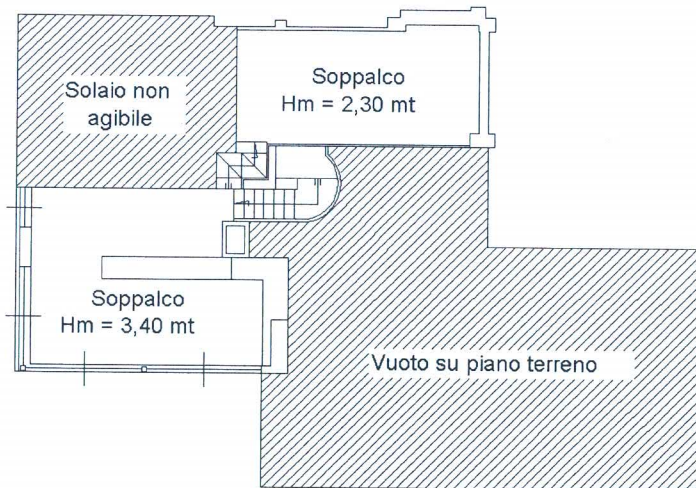 Solaio non
agibile
Soppalco
Hm = 2,30 mt
Soppalco
Hm = 3,40 mt
Vuoto su piano terreno